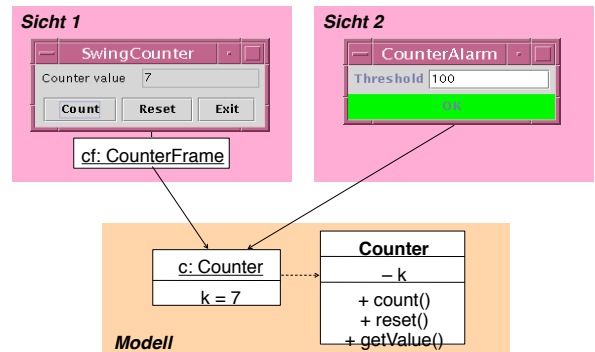 Sicht 1
SwingCounter
Counter value 7
Count Reset Exit
cf: CounterFrame
Sicht 2
CounterAlarm
Threshold 100
OK
c: Counter
k = 7
Counter
– k
+ count()
+ reset()
+ getValue()
Modell